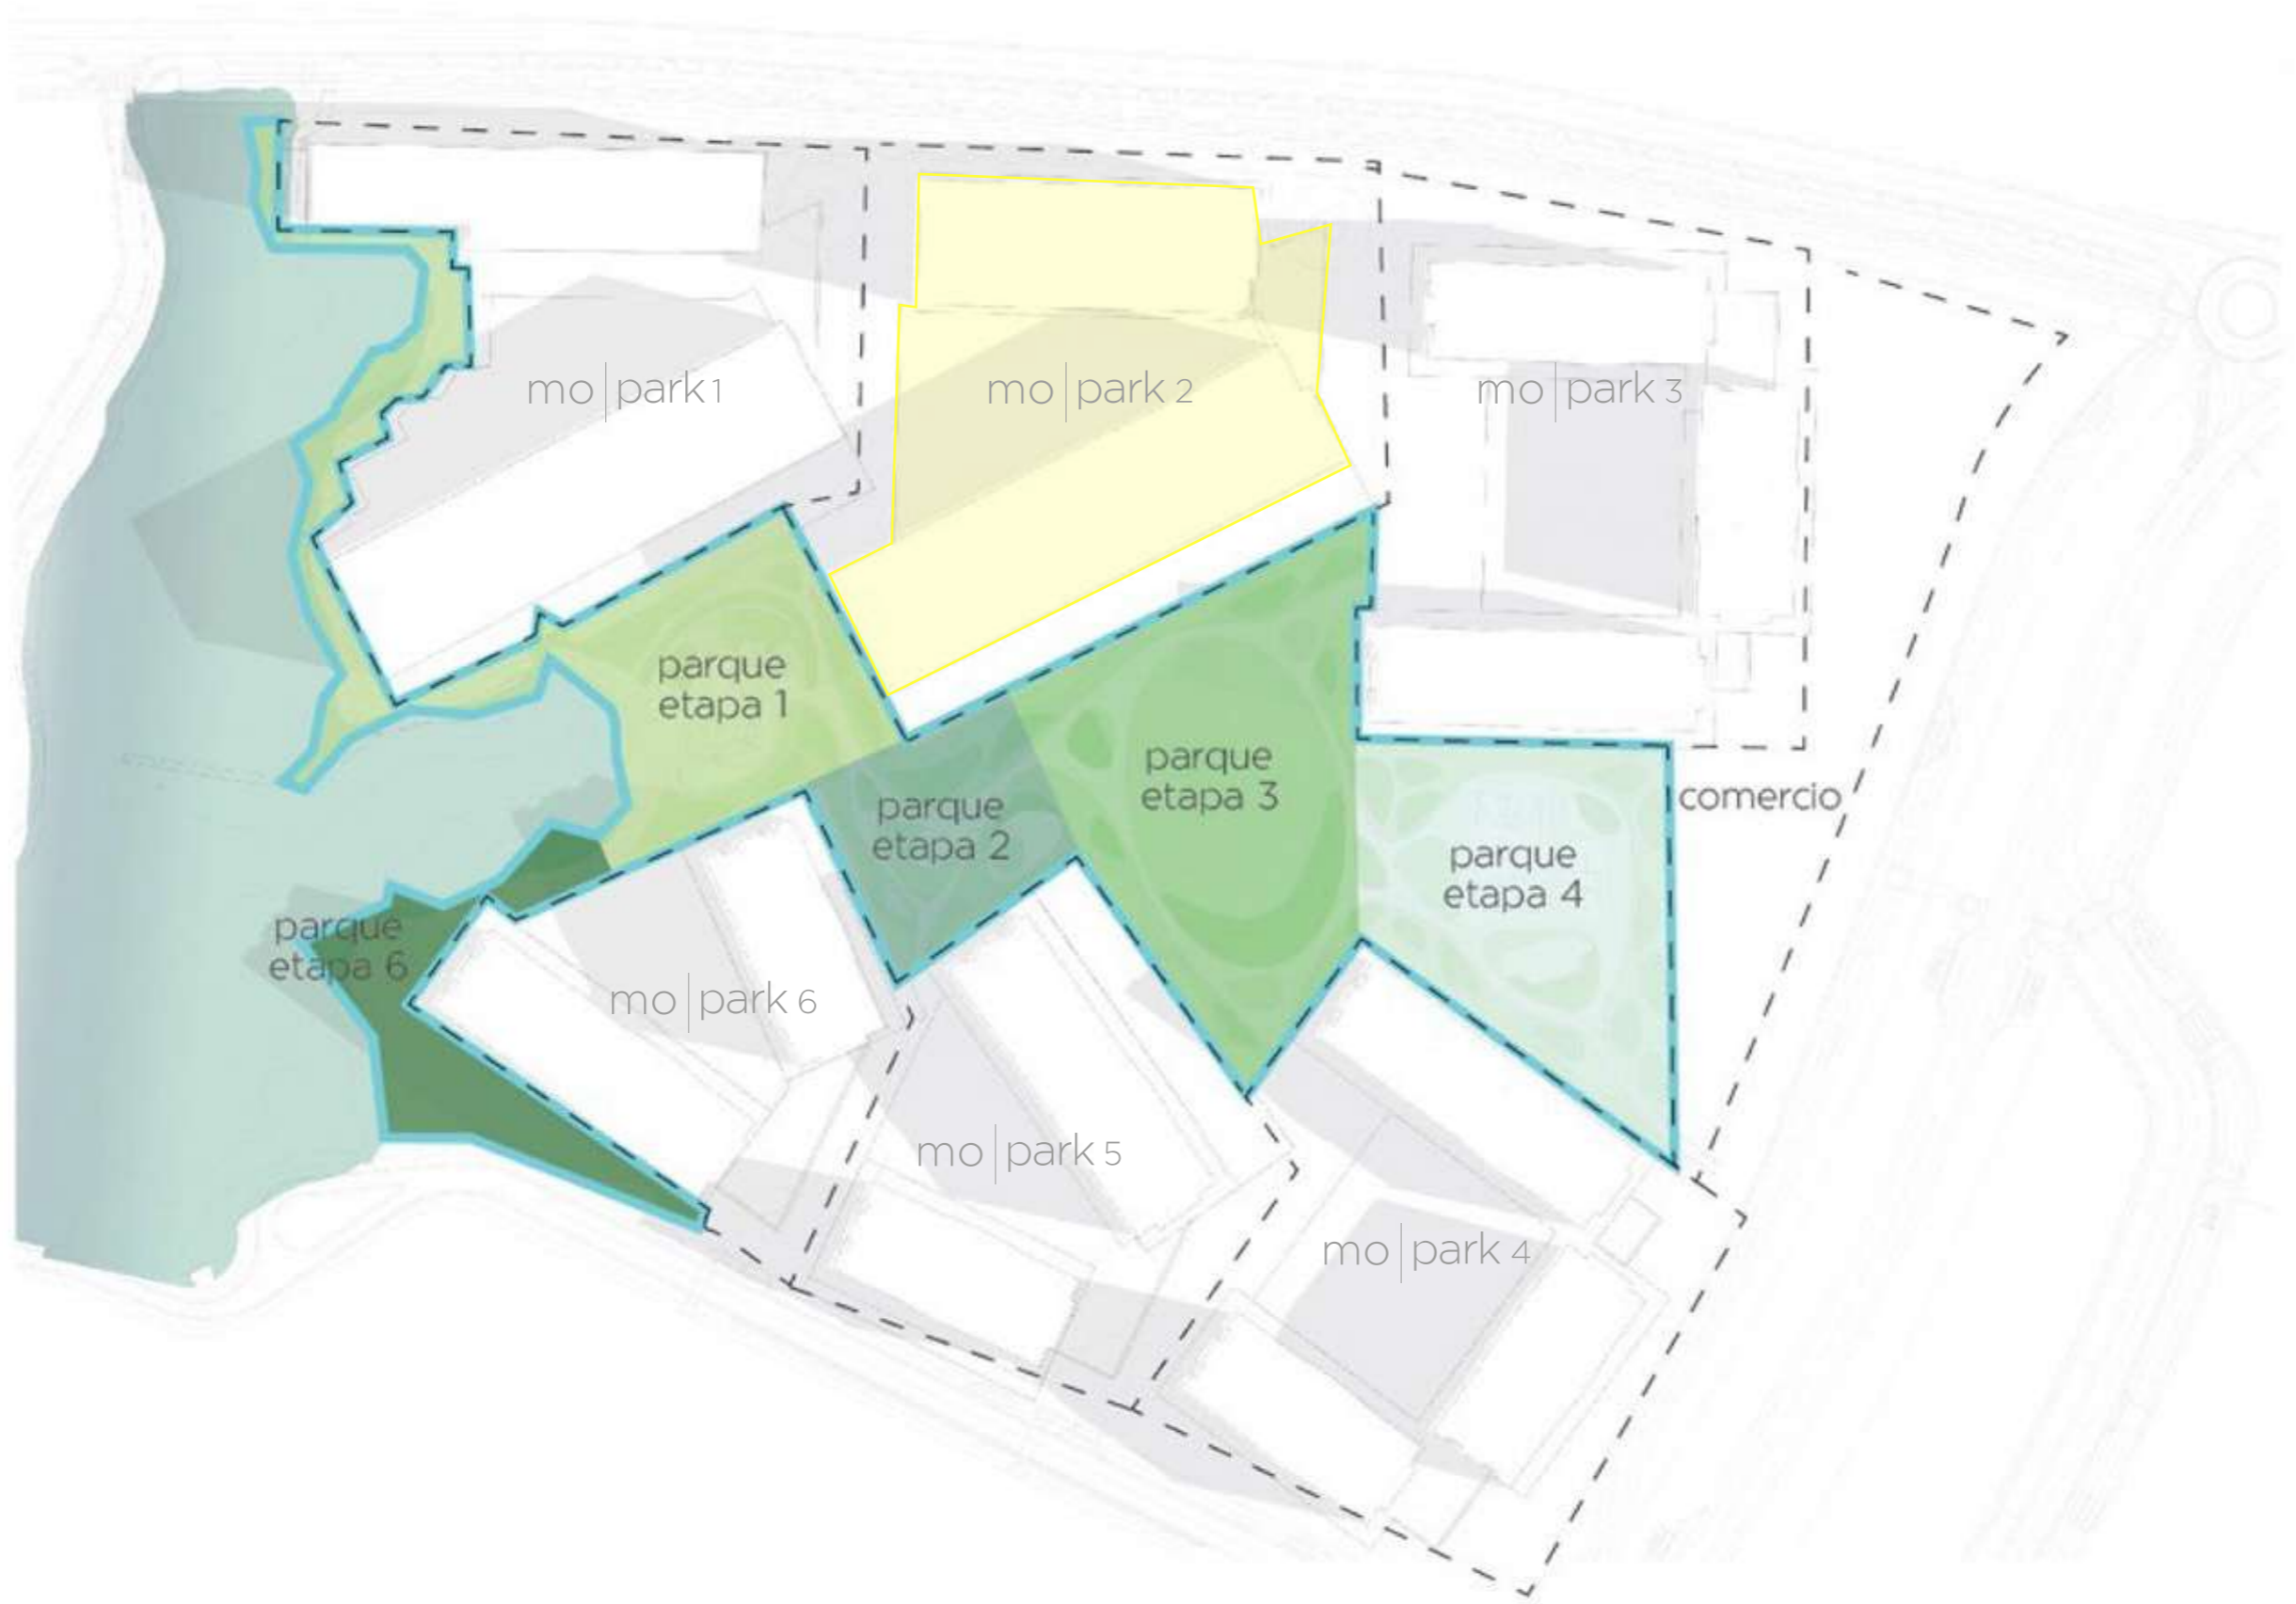 mo|park 1
mo|park 2
mo|park 3
parque
etapa 1
parque
etapa 2
parque
etapa 3
comercio
parque
etapa 4
parque
etapa 6
mo|park 6
mo|park 5
mo|park 4